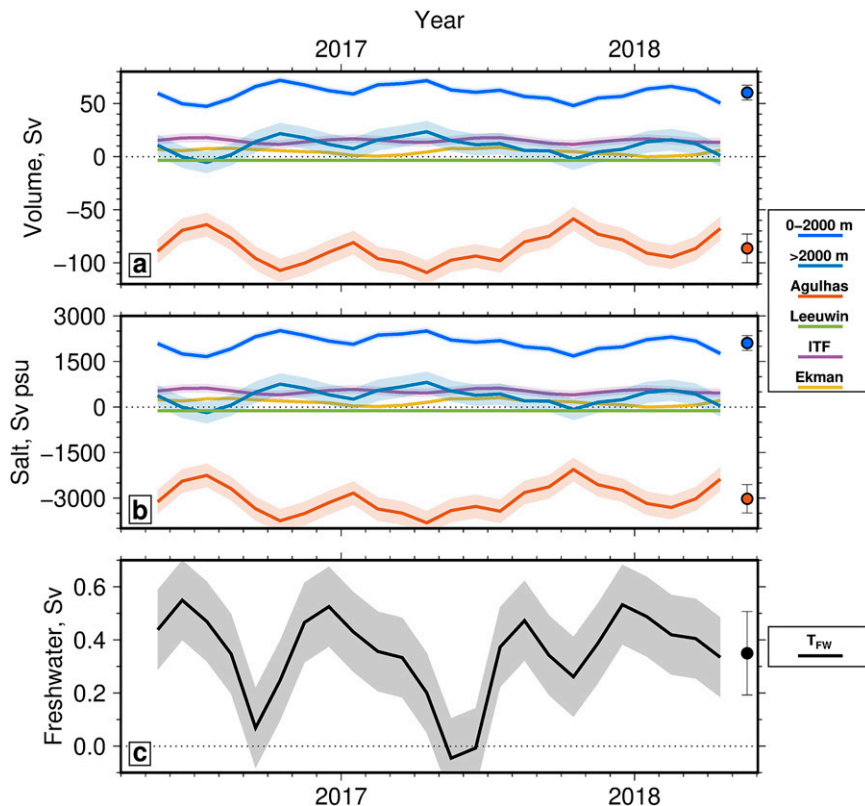 Year
2017 2018
50
0
−50
−100
Volume, Sv
a
3000
1500
0
−1500
−3000
Salt, Sv psu
b
0.6
0.4
0.2
0.0
Freshwater, Sv
c
2017 2018
0−2000 m
>2000 m
Agulhas
Leeuwin
ITF
Ekman
TFW